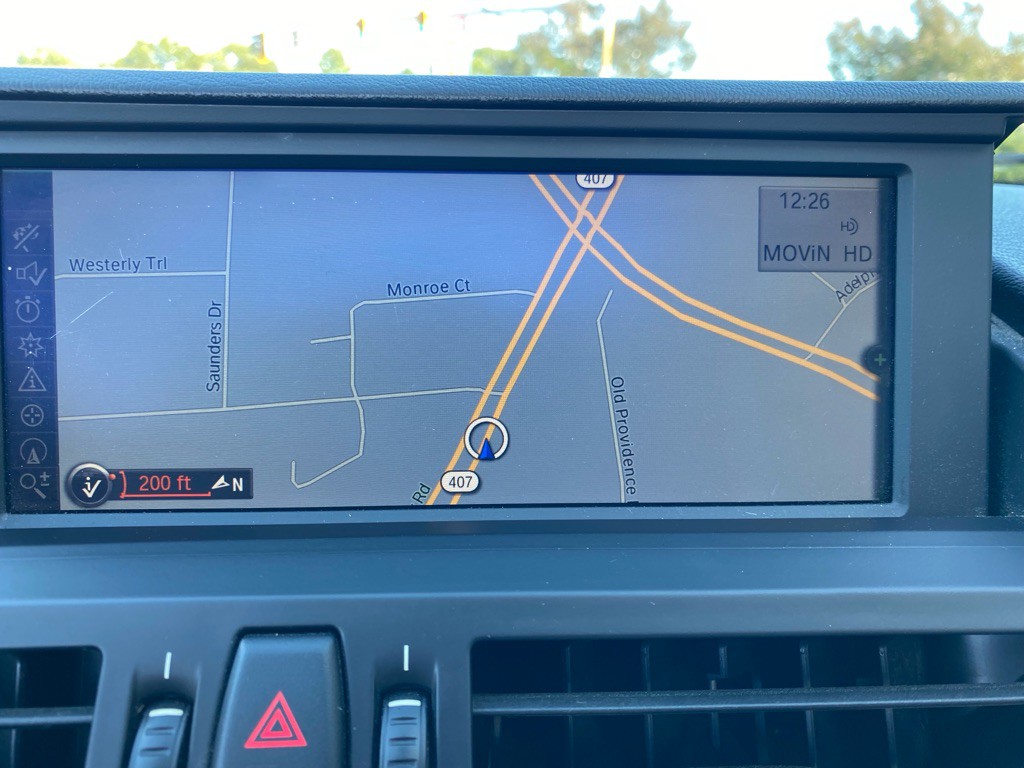 407
12:26
HD
MOViN HD
Westerly Trl
Monroe Ct
Saunders Dr
Old Providence
407
Rd
200 ft
N